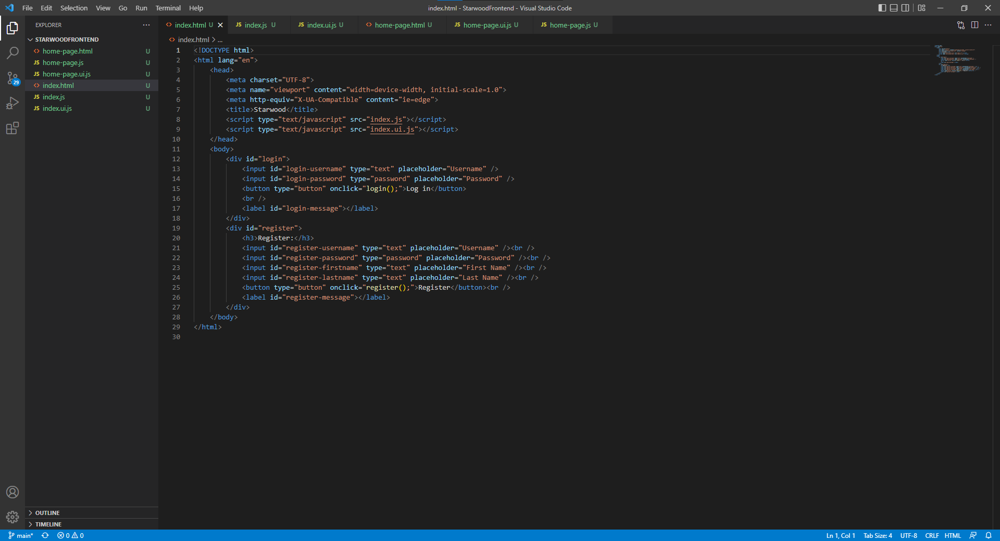 File Edit Selection View Go Run Terminal Help
index.html - StarwoodFrontend - Visual Studio Code
EXPLORER
STARWOODFRONTEND
home-page.html U
home-page.js U
home-page.ui.js U
index.html U
index.js U
index.ui.js U
29
OUTLINE
TIMELINE
index.html U
JS index.js U
JS index.ui.js U
home-page.html U
JS home-page.ui.js U
JS home-page.js U
index.html > ...
1 <!DOCTYPE html>
2 <html lang="en">
3 <head>
4 <meta charset="UTF-8">
5 <meta name="viewport" content="width=device-width, initial-scale=1.0">
6 <meta http-equiv="X-UA-Compatible" content="ie=edge">
7 <title>Starwood</title>
8 <script type="text/javascript" src="index.js"></script>
9 <script type="text/javascript" src="index.ui.js"></script>
10 </head>
11 <body>
12 <div id="login">
13 <input id="login-username" type="text" placeholder="Username" />
14 <input id="login-password" type="password" placeholder="Password" />
15 <button type="button" onclick="login();">Log in</button>
16 <br />
17 <label id="login-message"></label>
18 </div>
19 <div id="register">
20 <h3>Register:</h3>
21 <input id="register-username" type="text" placeholder="Username" /><br />
22 <input id="register-password" type="password" placeholder="Password" /><br />
23 <input id="register-firstname" type="text" placeholder="First Name" /><br />
24 <input id="register-lastname" type="text" placeholder="Last Name" /><br />
25 <button type="button" onclick="register();">Register</button><br />
26 <label id="register-message"></label>
27 </div>
28 </body>
29 </html>
30
main* 0 0
Ln 1, Col 1 Tab Size: 4 UTF-8 CRLF HTML